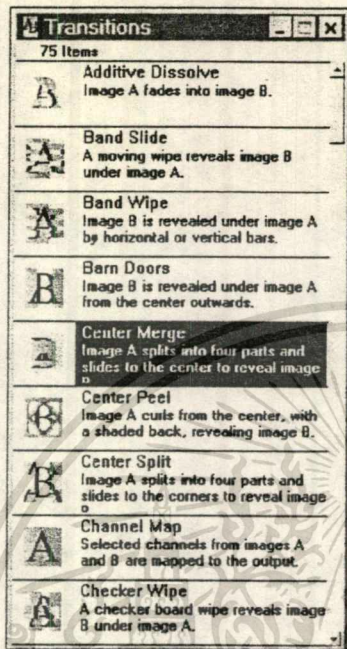 Transitions
75 Items
Additive Dissolve
Image A fades into image B.
Band Slide
A moving wipe reveals image B
under image A.
Band Wipe
Image B is revealed under image A
by horizontal or vertical bars.
Barn Doors
Image B is revealed under image A
from the center outwards.
Center Merge
Image A splits into four parts and
slides to the center to reveal image
Center Peel
Image A curls from the center, with
a shaded back, revealing image B.
Center Split
Image A splits into four parts and
slides to the corners to reveal image
Channel Map
Selected channels from images A
and B are mapped to the output.
Checker Wipe
A checker board wipe reveals image
B under image A.